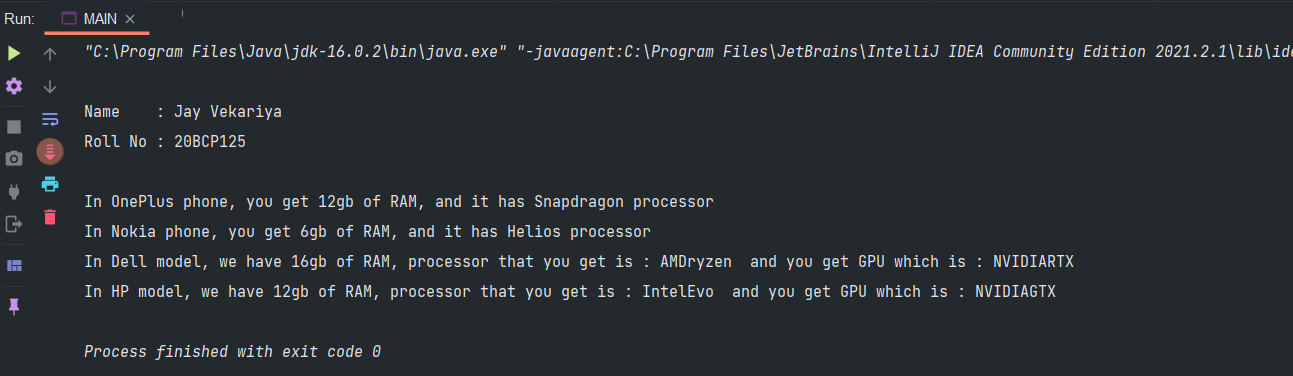 Run: MAIN ×
"C:\Program Files\Java\jdk-16.0.2\bin\java.exe" "-javaagent:C:\Program Files\JetBrains\IntelliJ IDEA Community Edition 2021.2.1\lib\ide
Name    : Jay Vekariya
Roll No : 20BCP125
In OnePlus phone, you get 12gb of RAM, and it has Snapdragon processor
In Nokia phone, you get 6gb of RAM, and it has Helios processor
In Dell model, we have 16gb of RAM, processor that you get is : AMDryzen  and you get GPU which is : NVIDIARTX
In HP model, we have 12gb of RAM, processor that you get is : IntelEvo  and you get GPU which is : NVIDIAGTX
Process finished with exit code 0